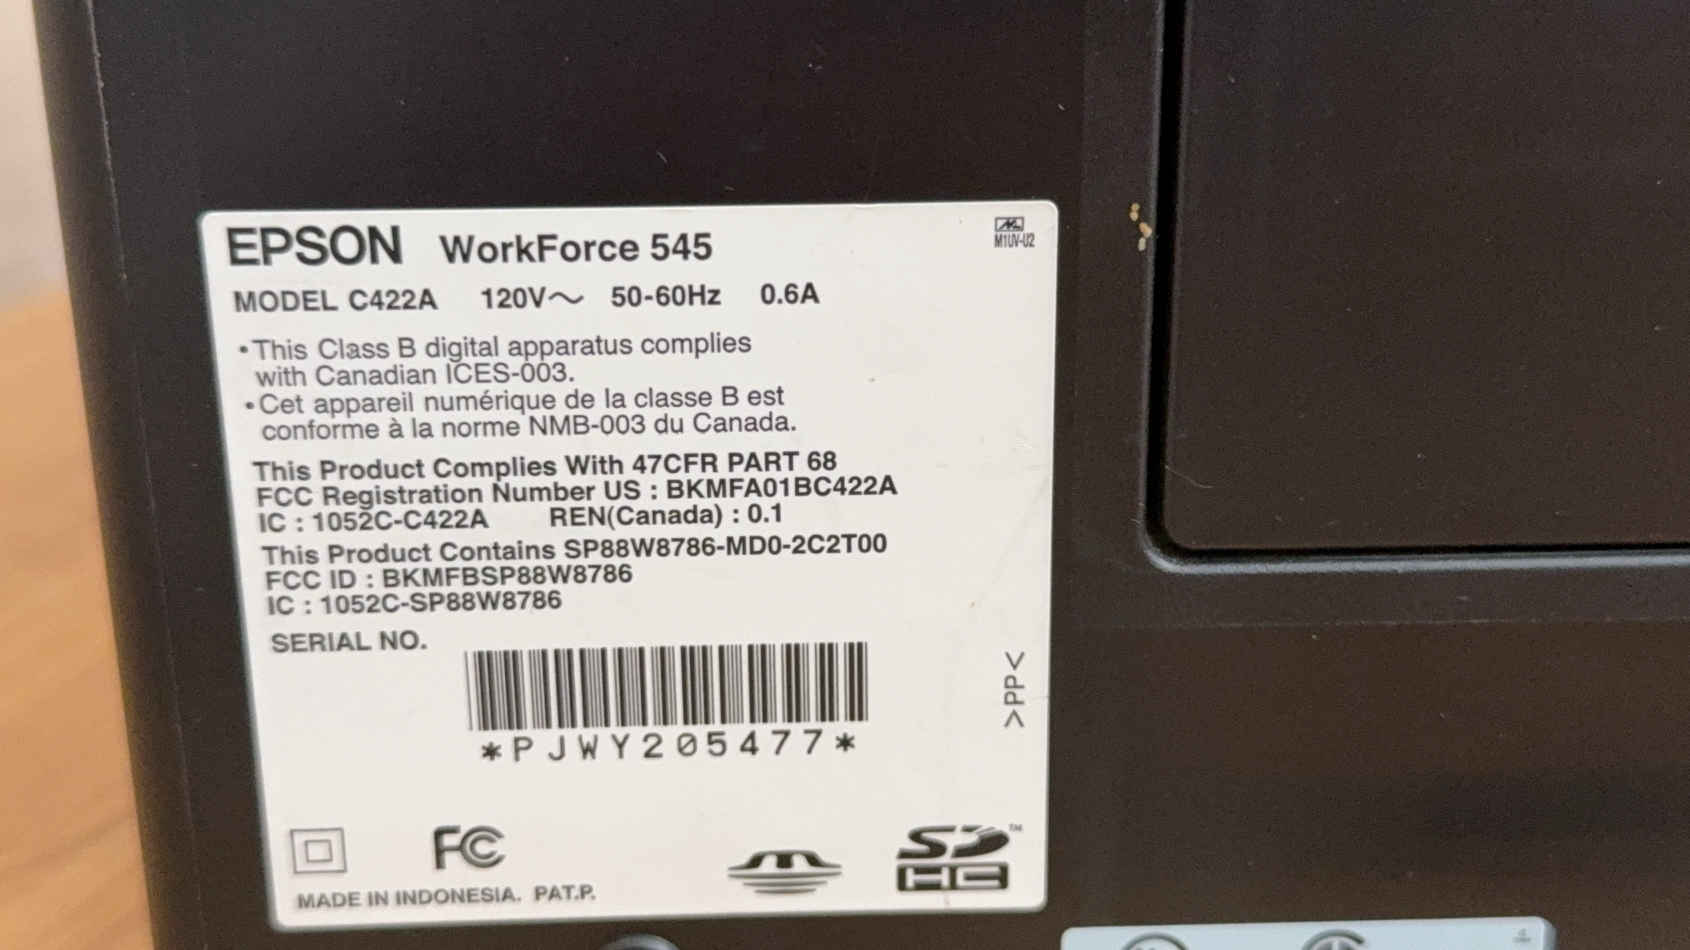 EPSON WorkForce 545
M1UV-U2
MODEL C422A 120V～ 50-60Hz 0.6A
•This Class B digital apparatus complies
with Canadian ICES-003.
•Cet appareil numérique de la classe B est
conforme à la norme NMB-003 du Canada.
This Product Complies With 47CFR PART 68
FCC Registration Number US : BKMFA01BC422A
IC : 1052C-C422A REN(Canada) : 0.1
This Product Contains SP88W8786-MD0-2C2T00
FCC ID : BKMFBSP88W8786
IC : 1052C-SP88W8786
SERIAL NO.
*PJWY205477*
>PP<
FC
SD™
HC
MADE IN INDONESIA. PAT.P.